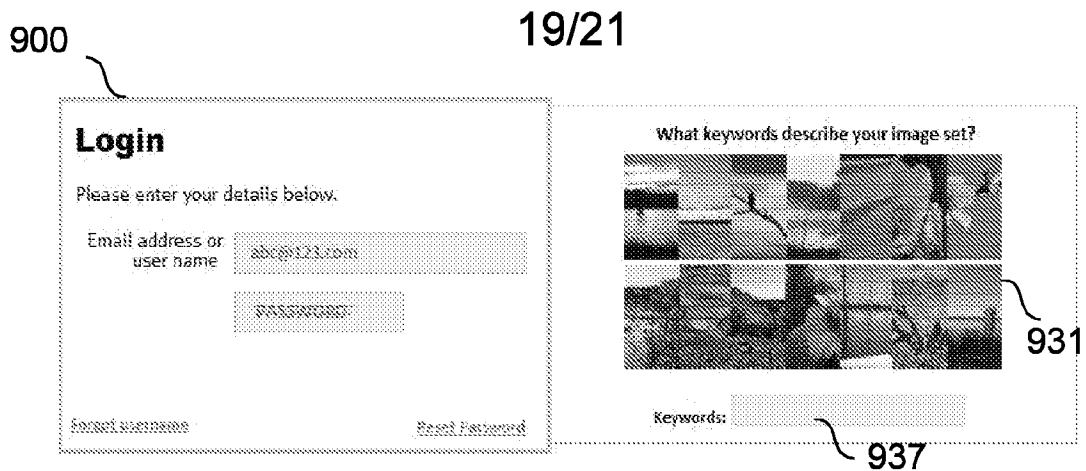 19/21
900
Login
Please enter your details below.
Email address or
user name
abc@123.com
PASSWORD
Forgot username
Reset Password
What keywords describe your image set?
931
Keywords:
937